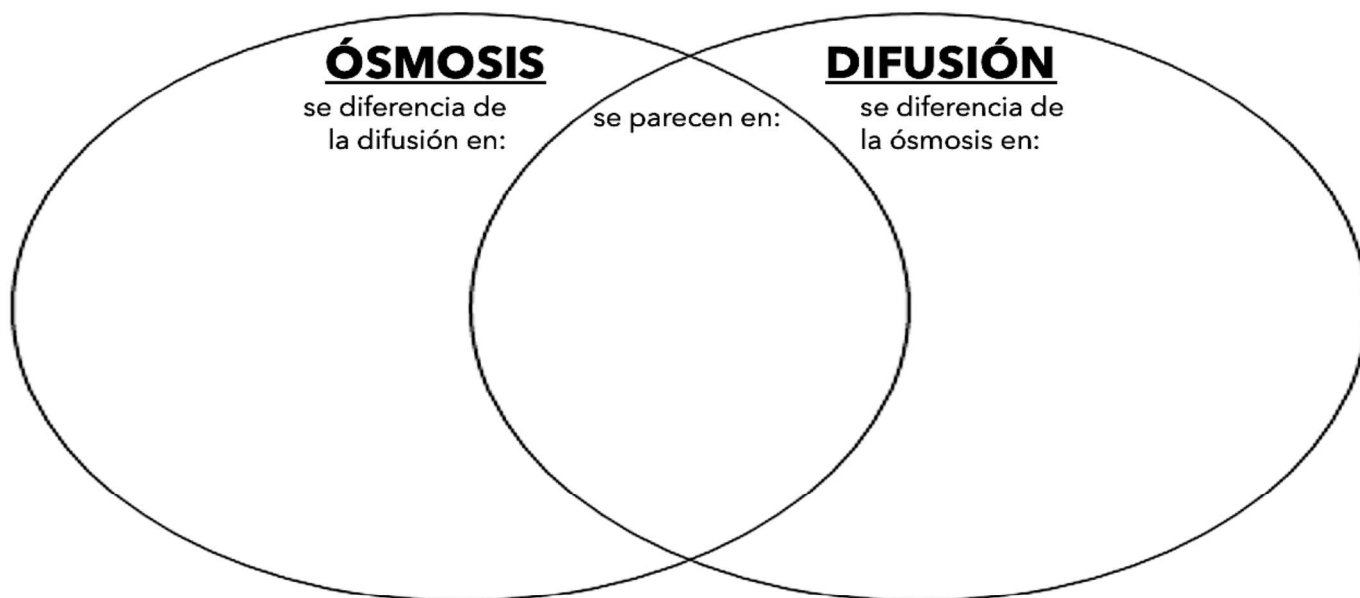 ÓSMOSIS
se diferencia de
la difusión en:
se parecen en:
DIFUSIÓN
se diferencia de
la ósmosis en: